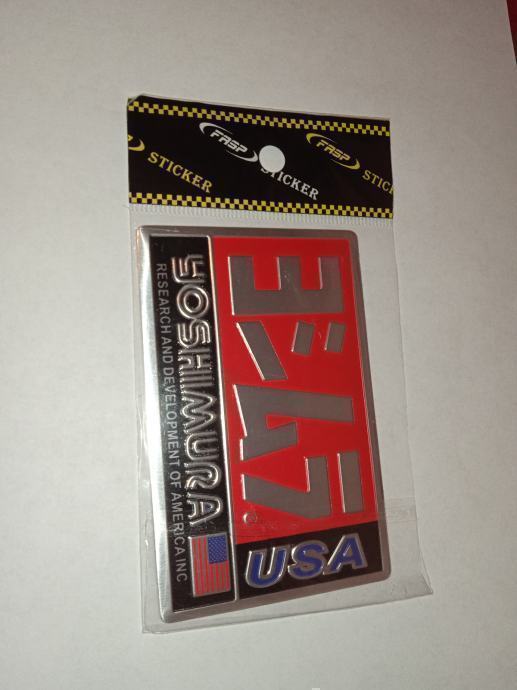 FASP
STICKER
FASP
STICKER
STICK
ヨシムラ
®
USA
YOSHIMURA
RESEARCH AND DEVELOPMENT OF AMERICA INC